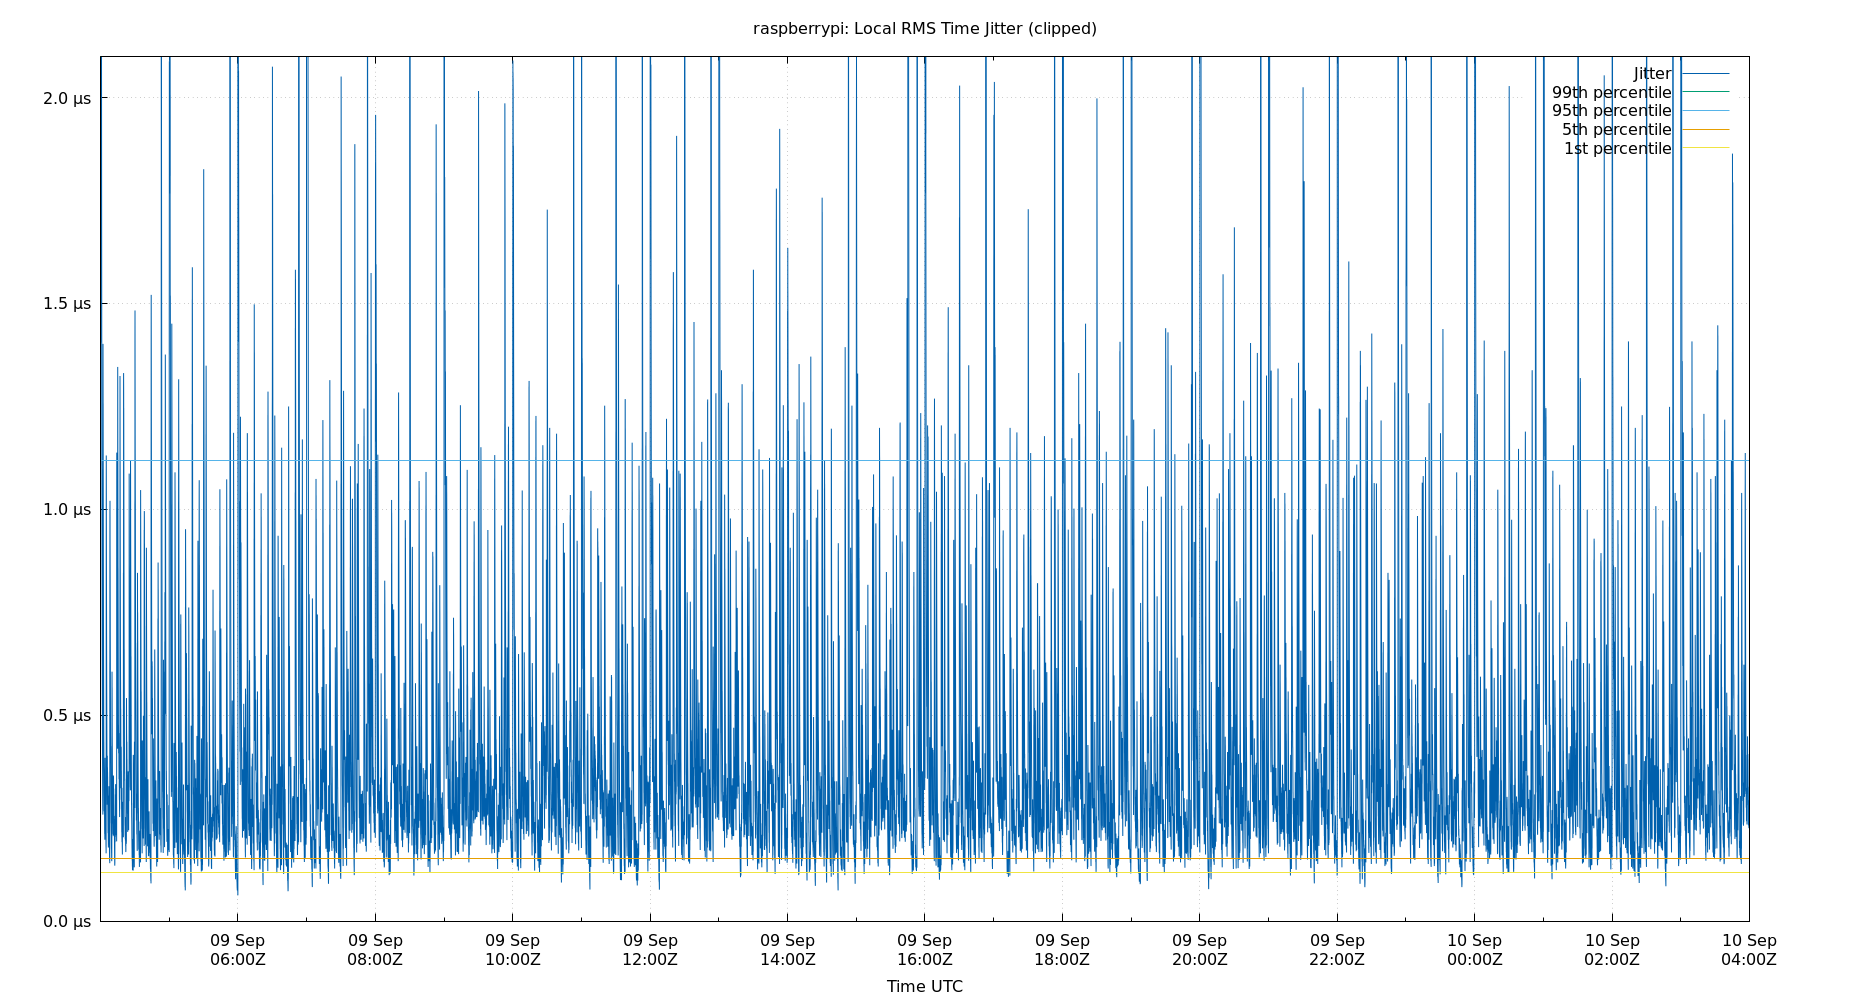 raspberrypi: Local RMS Time Jitter (clipped)
2.0 µs
1.5 µs
1.0 µs
0.5 µs
0.0 µs
Jitter
99th percentile
95th percentile
5th percentile
1st percentile
09 Sep 09 Sep 09 Sep 09 Sep 09 Sep 09 Sep 09 Sep 09 Sep 09 Sep 10 Sep 10 Sep 10 Sep
06:00Z 08:00Z 10:00Z 12:00Z 14:00Z 16:00Z 18:00Z 20:00Z 22:00Z 00:00Z 02:00Z 04:00Z
Time UTC